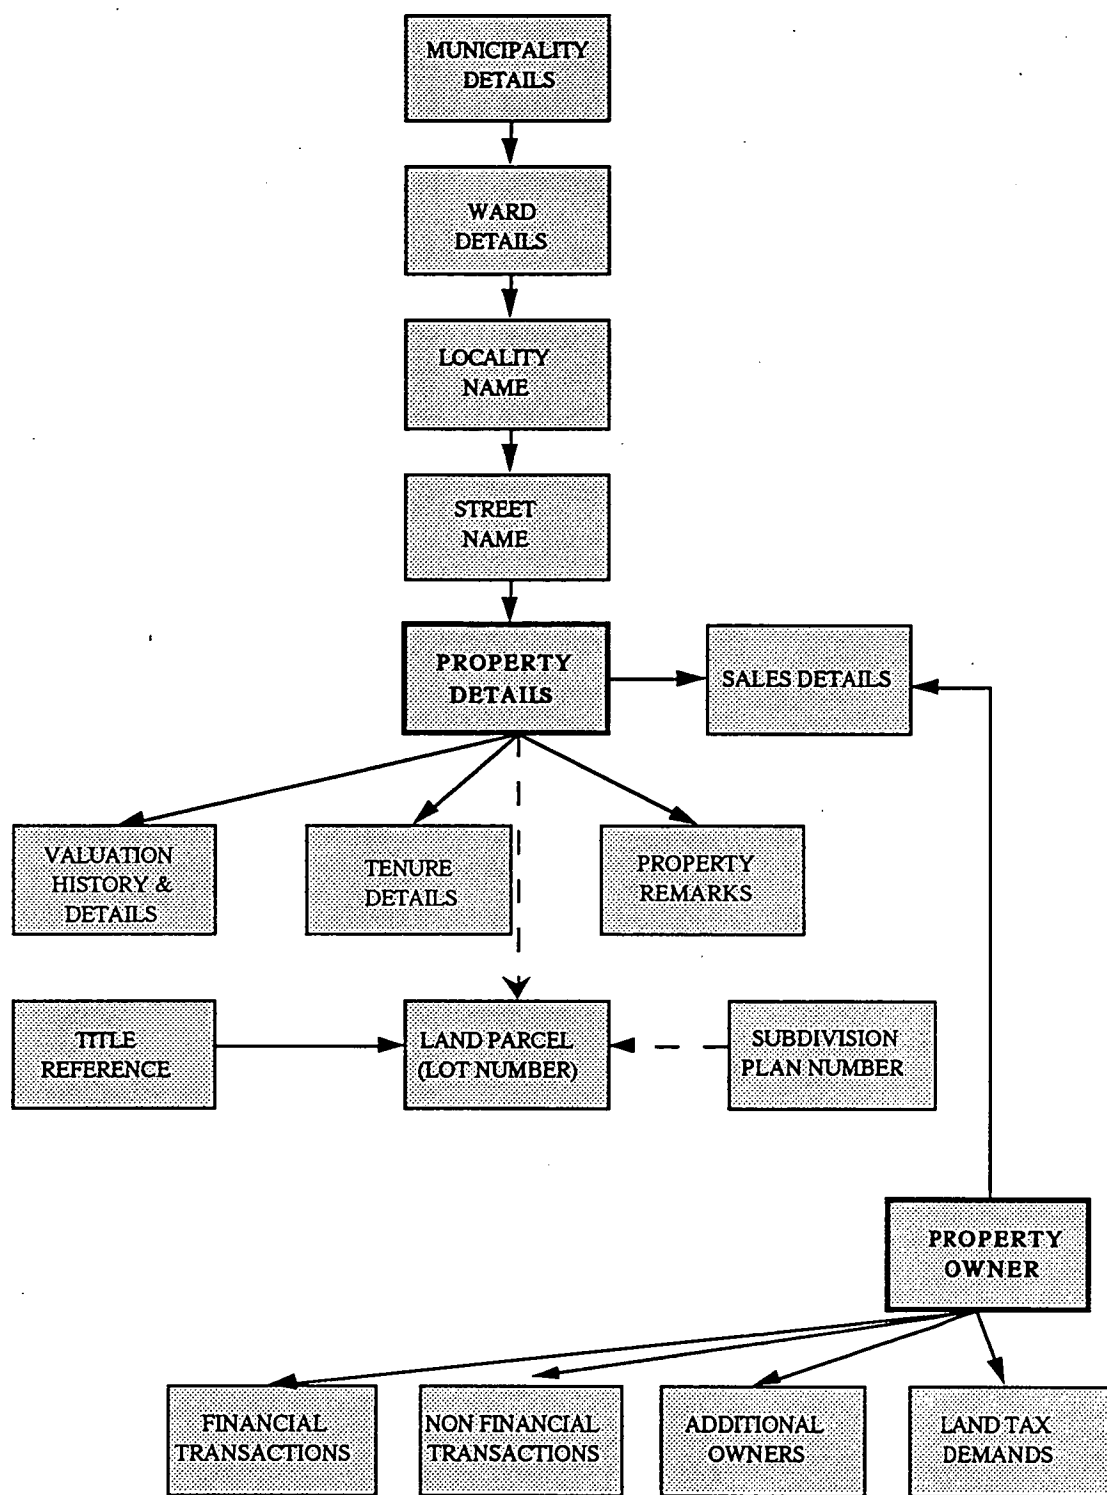 MUNICIPALITY
DETAILS
WARD
DETAILS
LOCALITY
NAME
STREET
NAME
PROPERTY
DETAILS
SALES DETAILS
VALUATION
HISTORY &
DETAILS
TENURE
DETAILS
PROPERTY
REMARKS
TITLE
REFERENCE
LAND PARCEL
(LOT NUMBER)
SUBDIVISION
PLAN NUMBER
PROPERTY
OWNER
FINANCIAL
TRANSACTIONS
NON FINANCIAL
TRANSACTIONS
ADDITIONAL
OWNERS
LAND TAX
DEMANDS